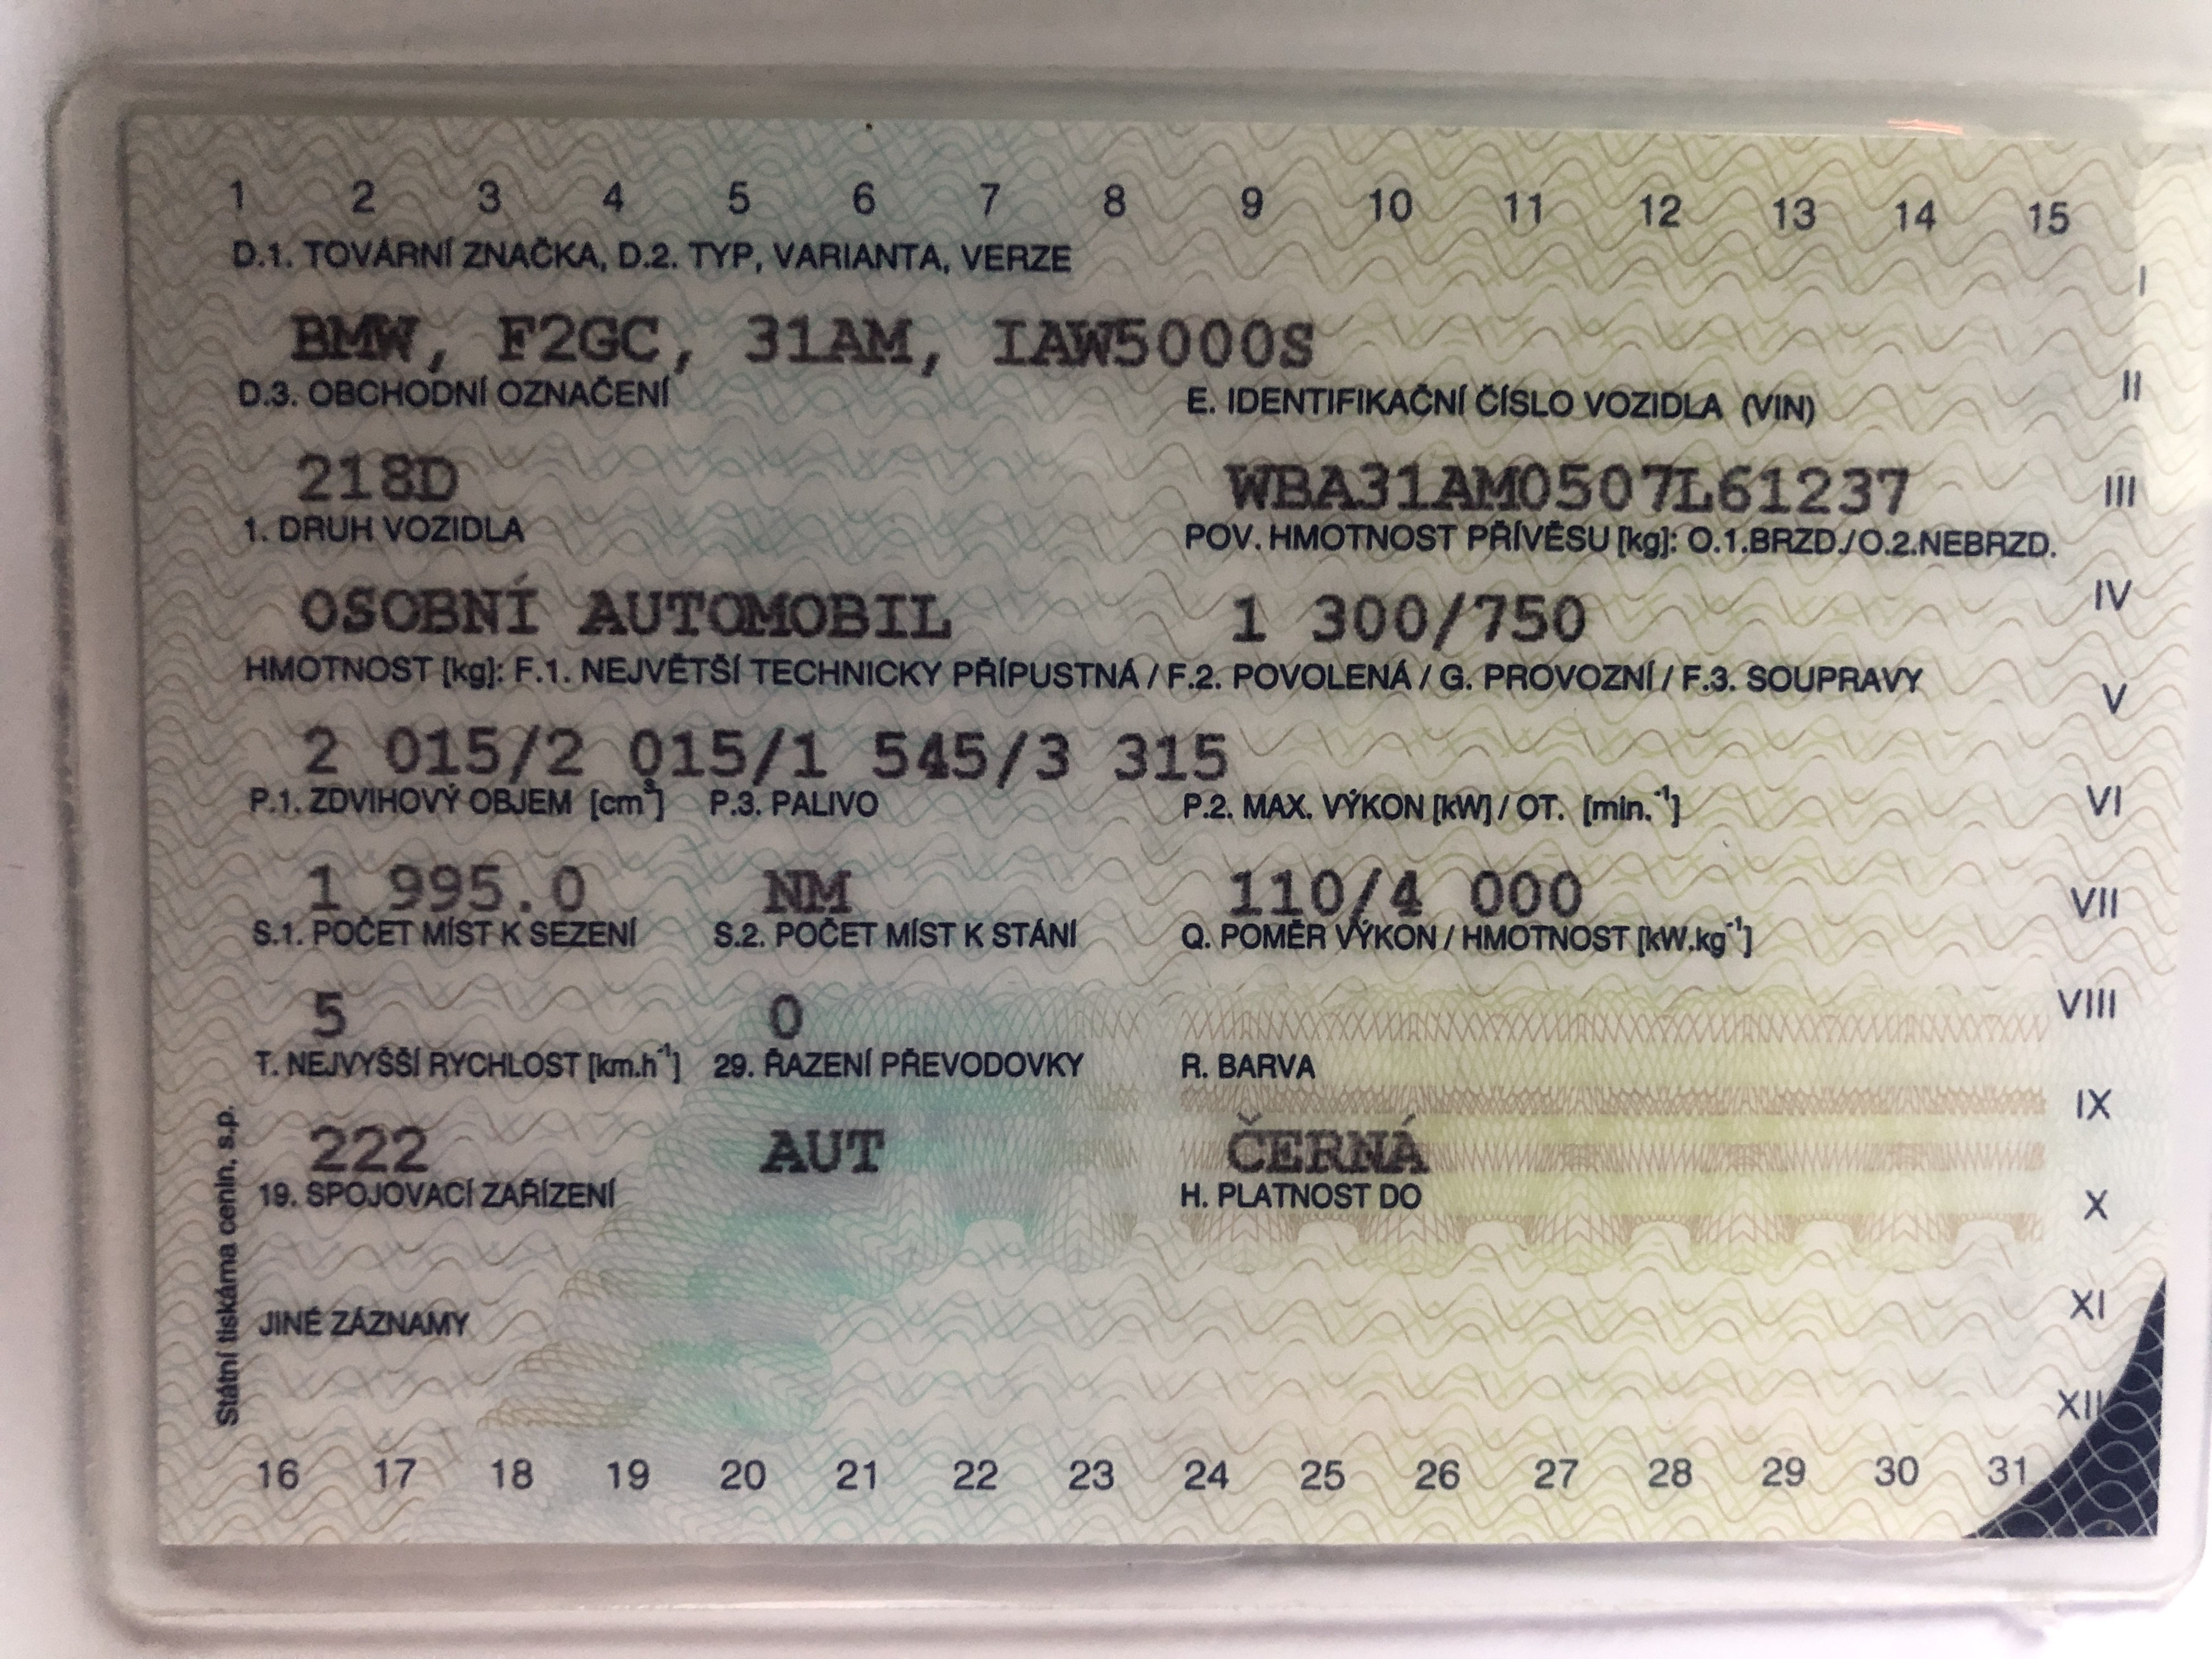 1 2 3 4 5 6 7 8 9 10 11 12 13 14 15
D.1. TOVÁRNÍ ZNAČKA, D.2. TYP, VARIANTA, VERZE
I
BMW, F2GC, 31AM, IAW5000S
D.3. OBCHODNÍ OZNAČENÍ E. IDENTIFIKAČNÍ ČÍSLO VOZIDLA (VIN)
II
218D WBA31AM0507L61237
III
1. DRUH VOZIDLA POV. HMOTNOST PŘÍVĚSU [kg]: O.1.BRZD./O.2.NEBRZD.
OSOBNÍ AUTOMOBIL 1 300/750
IV
HMOTNOST [kg]: F.1. NEJVĚTŠÍ TECHNICKY PŘÍPUSTNÁ / F.2. POVOLENÁ / G. PROVOZNÍ / F.3. SOUPRAVY
V
2 015/2 015/1 545/3 315
P.1. ZDVIHOVÝ OBJEM [cm³] P.3. PALIVO P.2. MAX. VÝKON [kW] / OT. [min.⁻¹]
VI
1 995.0 NM 110/4 000
VII
S.1. POČET MÍST K SEZENÍ S.2. POČET MÍST K STÁNÍ Q. POMĚR VÝKON / HMOTNOST [kW.kg⁻¹]
5 0
VIII
T. NEJVYŠŠÍ RYCHLOST [km.h⁻¹] 29. ŘAZENÍ PŘEVODOVKY R. BARVA
IX
222 AUT ČERNÁ
19. SPOJOVACÍ ZAŘÍZENÍ H. PLATNOST DO
X
XI
JINÉ ZÁZNAMY
XII
16 17 18 19 20 21 22 23 24 25 26 27 28 29 30 31
Státní tiskárna cenin, s.p.